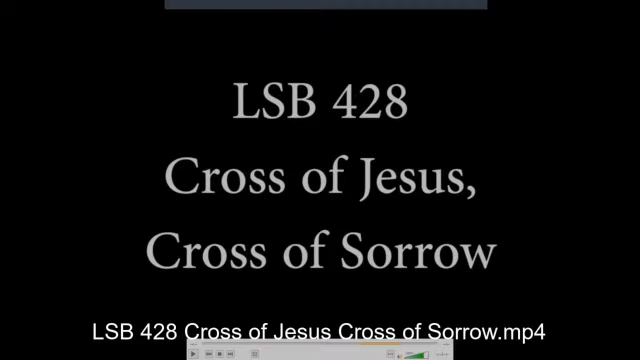 LSB 428
Cross of Jesus,
Cross of Sorrow
LSB 428 Cross of Jesus Cross of Sorrow.mp4